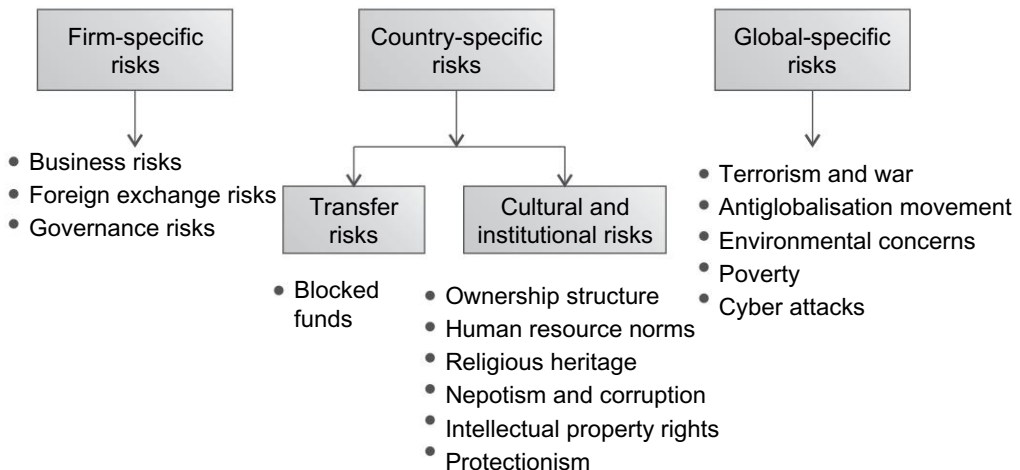 Firm-specific
risks
Country-specific
risks
Global-specific
risks
• Business risks
• Foreign exchange risks
• Governance risks
Transfer
risks
Cultural and
institutional risks
• Terrorism and war
• Antiglobalisation movement
• Environmental concerns
• Poverty
• Cyber attacks
• Blocked
funds
• Ownership structure
• Human resource norms
• Religious heritage
• Nepotism and corruption
• Intellectual property rights
• Protectionism